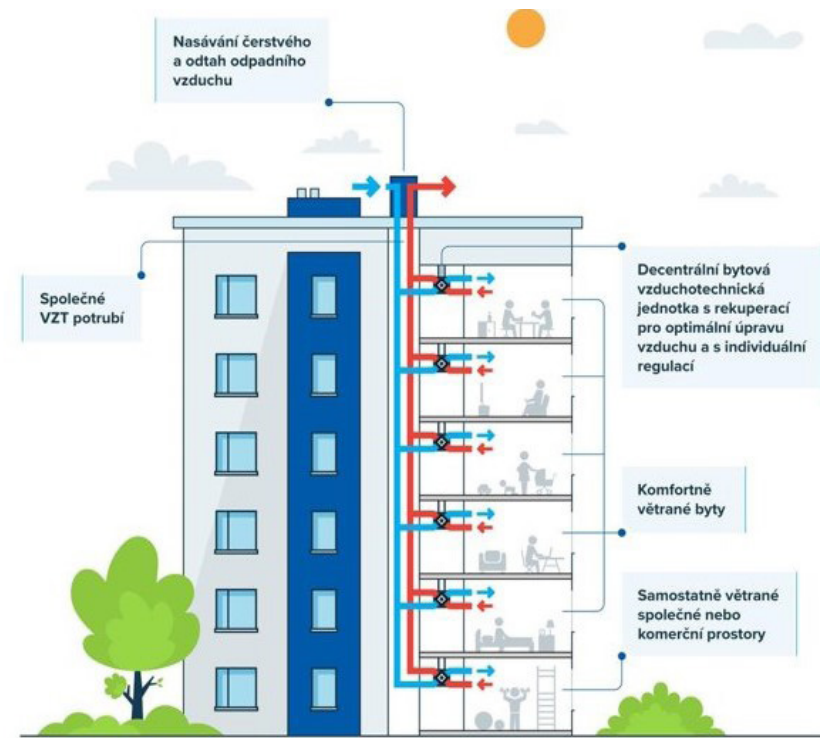 Nasávání čerstvého
a odtah odpadního
vzduchu
Společné
VZT potrubí
Decentrální bytová
vzduchotechnická
jednotka s rekuperací
pro optimální úpravu
vzduchu a s individuální
regulací
Komfortně
větrané byty
Samostatně větrané
společné nebo
komerční prostory